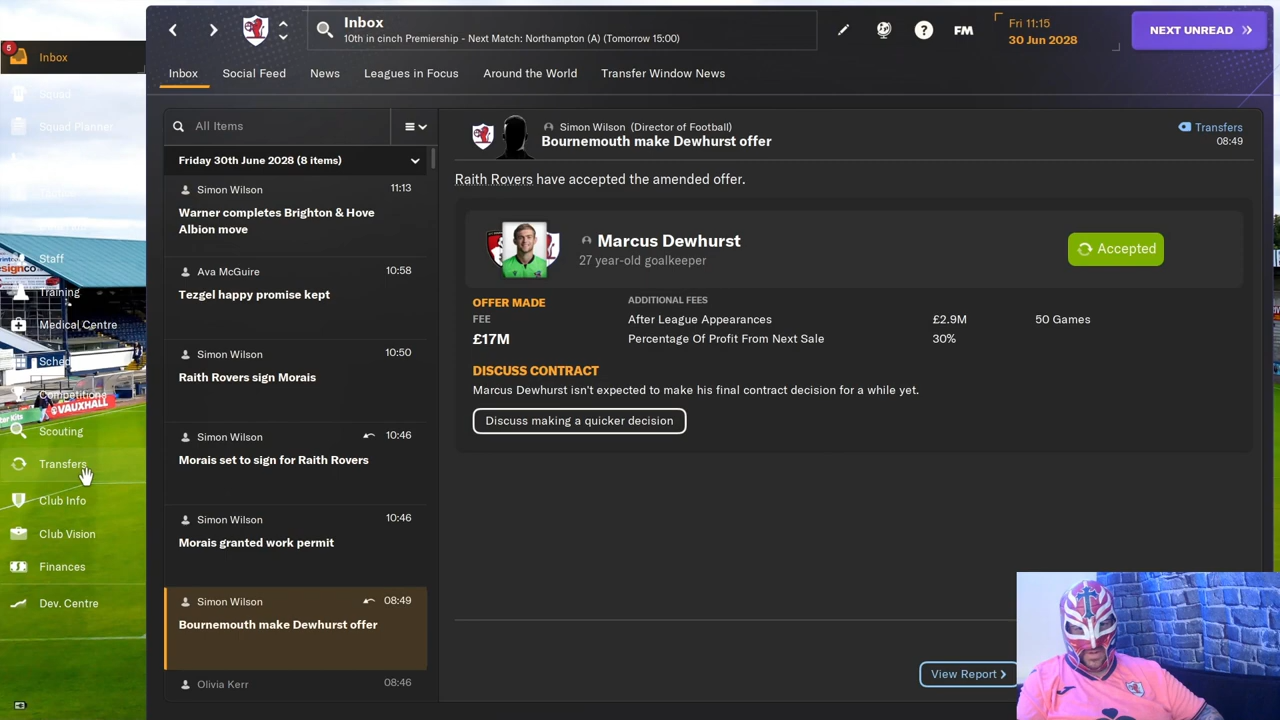 Inbox
10th in cinch Premiership - Next Match: Northampton (A) (Tomorrow 15:00)
FM
Fri 11:15
30 Jun 2028
NEXT UNREAD
5
Inbox
Squad
Squad Planner
Staff
Training
Medical Centre
Sched
Competitions
Scouting
Transfers
Club Info
Club Vision
Finances
Dev. Centre
VAUXHALL
Inbox
Social Feed
News
Leagues in Focus
Around the World
Transfer Window News
All Items
Friday 30th June 2028 (8 items)
Simon Wilson 11:13
Warner completes Brighton & Hove
Albion move
Ava McGuire 10:58
Tezgel happy promise kept
Simon Wilson 10:50
Raith Rovers sign Morais
Simon Wilson 10:46
Morais set to sign for Raith Rovers
Simon Wilson 10:46
Morais granted work permit
Simon Wilson 08:49
Bournemouth make Dewhurst offer
Olivia Kerr 08:46
Simon Wilson (Director of Football)
Bournemouth make Dewhurst offer
Transfers
08:49
Raith Rovers have accepted the amended offer.
Marcus Dewhurst
27 year-old goalkeeper
Accepted
OFFER MADE
FEE
£17M
ADDITIONAL FEES
After League Appearances £2.9M 50 Games
Percentage Of Profit From Next Sale 30%
DISCUSS CONTRACT
Marcus Dewhurst isn't expected to make his final contract decision for a while yet.
Discuss making a quicker decision
View Report